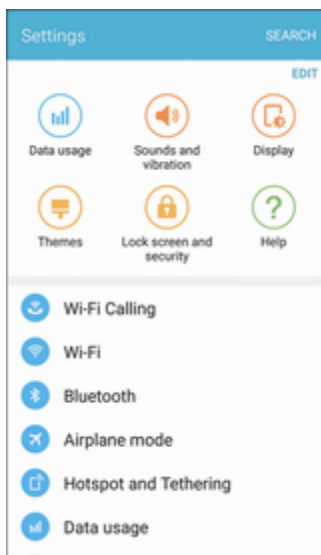 Settings SEARCH
EDIT
Data usage
Sounds and
vibration
Display
Themes
Lock screen and
security
Help
Wi-Fi Calling
Wi-Fi
Bluetooth
Airplane mode
Hotspot and Tethering
Data usage